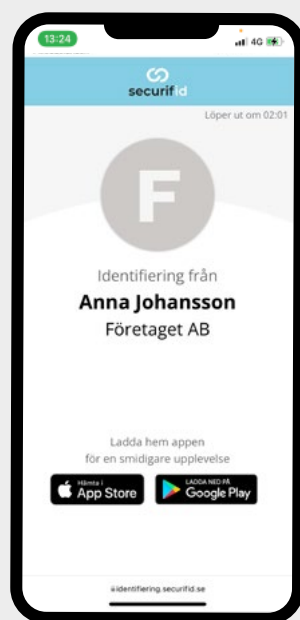 13:24
4G
securifid
Löper ut om 02:01
F
Identifiering från
Anna Johansson
Företaget AB
Ladda hem appen
för en smidigare upplevelse
Hämta i
App Store
LADDA NED PÅ
Google Play
identifiering.securifid.se